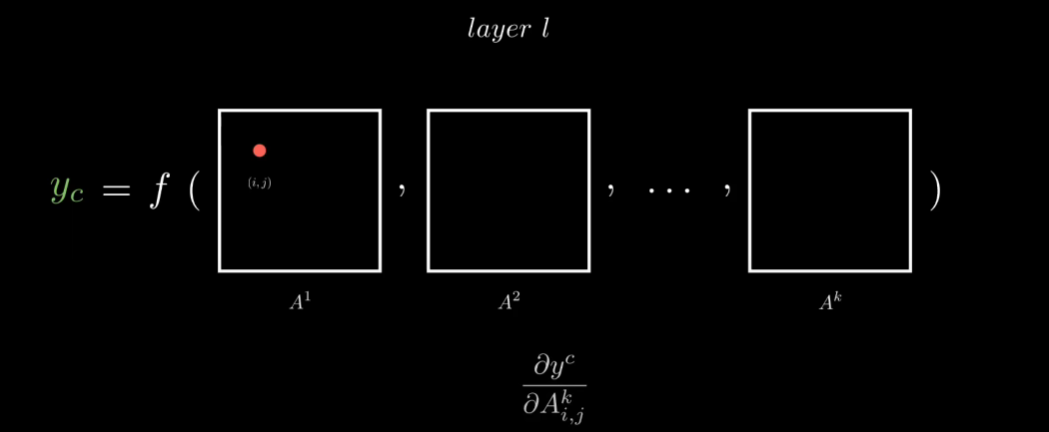 layer l
y_c = f ( (i,j) , , ... , )
A^1 A^2 A^k
∂y^c
∂A^k_{i,j}